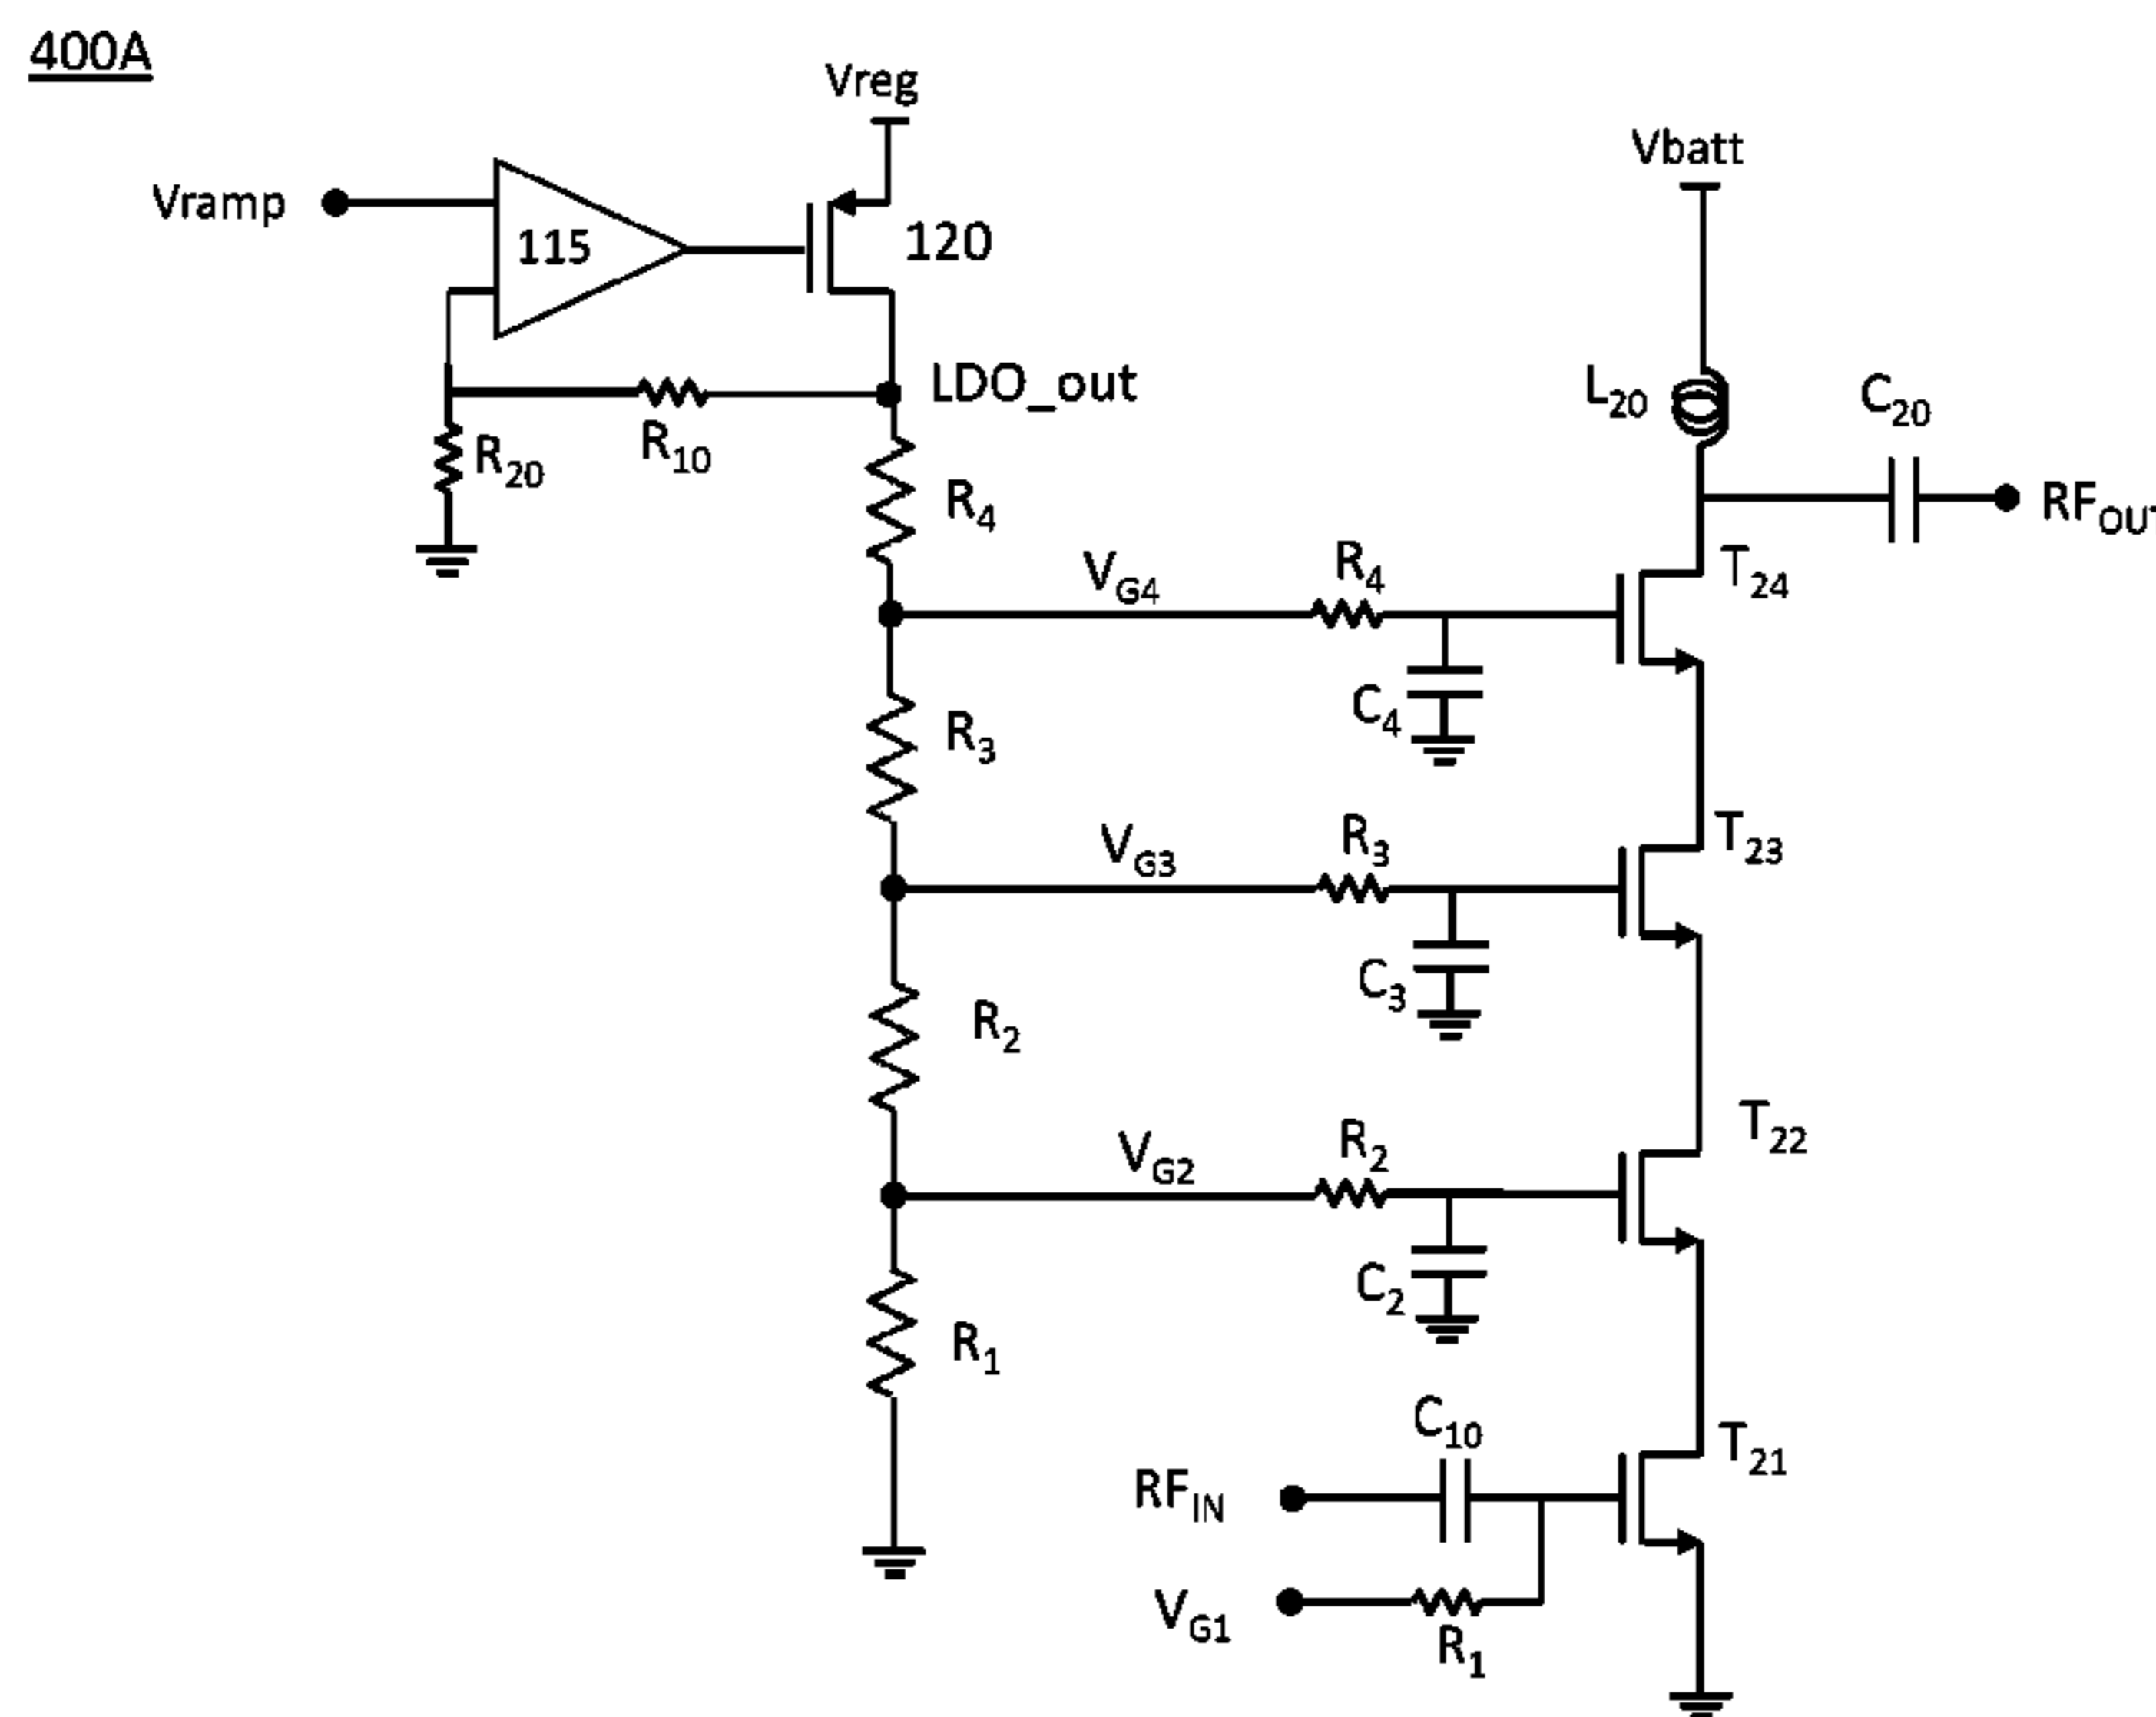 400A
Vreg
Vbatt
Vramp
115
120
LDO_out
L20
C20
R20
R10
R4
RFOUT
VG4
R4
T24
C4
R3
VG3
R3
T23
C3
R2
VG2
R2
T22
C2
R1
C10
T21
RFIN
VG1
R1